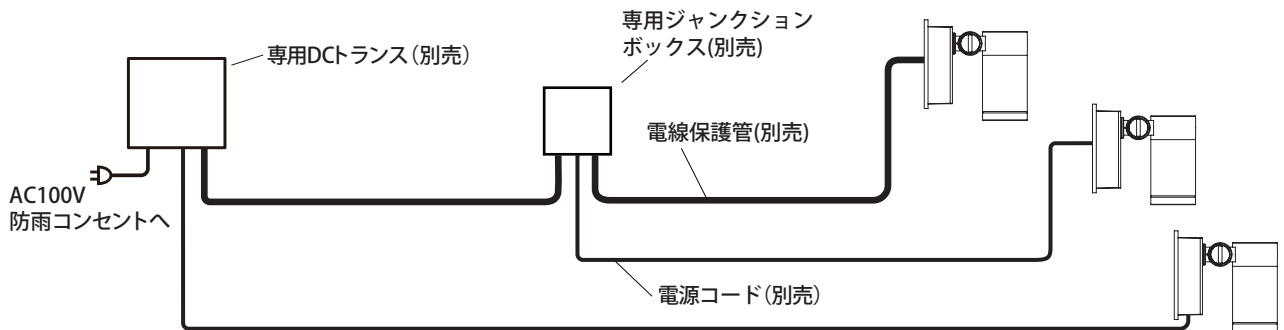 専用ジャンクション
ボックス(別売)
専用DCトランス（別売）
電線保護管(別売)
AC100V
防雨コンセントへ
電源コード（別売）